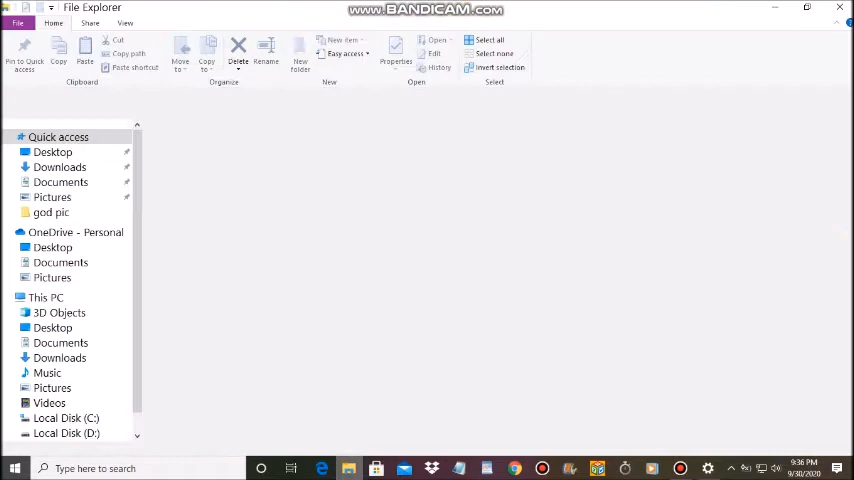 File Explorer
www.BANDICAM.com
File Home Share View
Pin to Quick access
Copy
Paste
Cut
Copy path
Paste shortcut
Clipboard
Move to
Copy to
Delete
Rename
Organize
New folder
New item
Easy access
New
Properties
Open
Edit
History
Open
Select all
Select none
Invert selection
Select
Quick access
Desktop
Downloads
Documents
Pictures
god pic
OneDrive - Personal
Desktop
Documents
Pictures
This PC
3D Objects
Desktop
Documents
Downloads
Music
Pictures
Videos
Local Disk (C:)
Local Disk (D:)
Type here to search
9:36 PM
9/30/2020